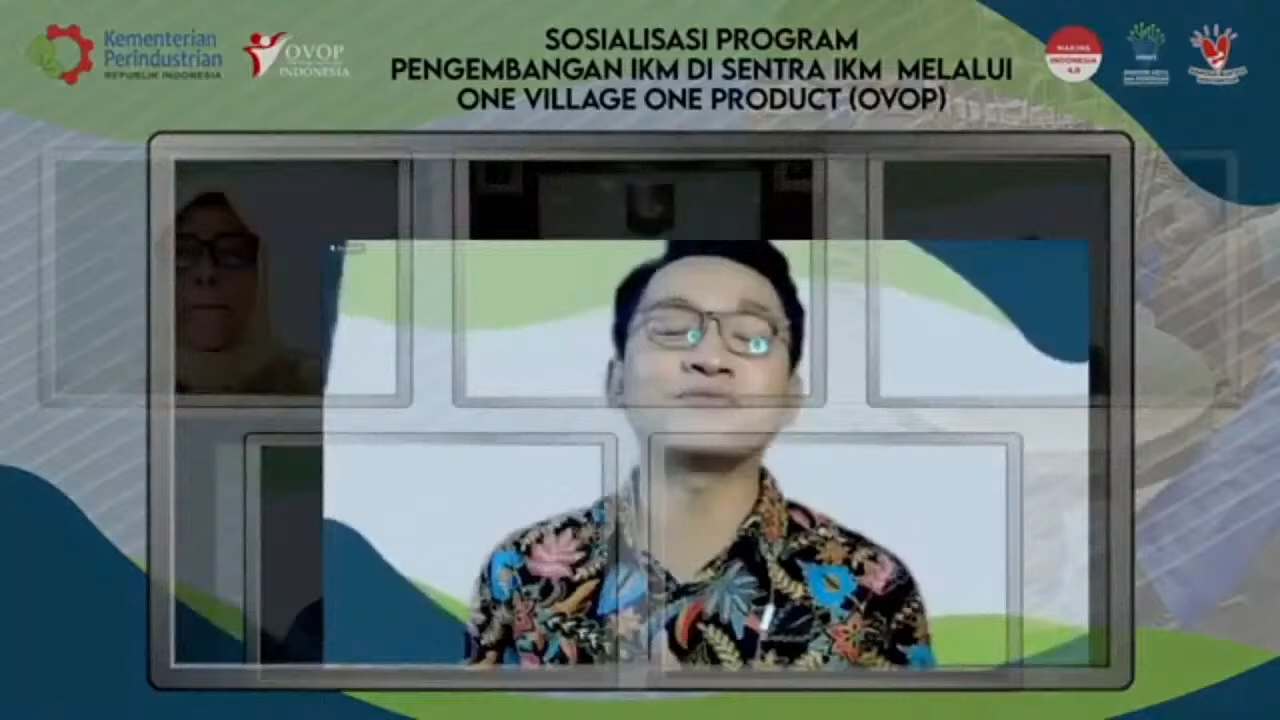 Kementerian
Perindustrian
REPUBLIK INDONESIA
OVOP
INDONESIA
SOSIALISASI PROGRAM
PENGEMBANGAN IKM DI SENTRA IKM MELALUI
ONE VILLAGE ONE PRODUCT (OVOP)
MAKING
INDONESIA
4.0